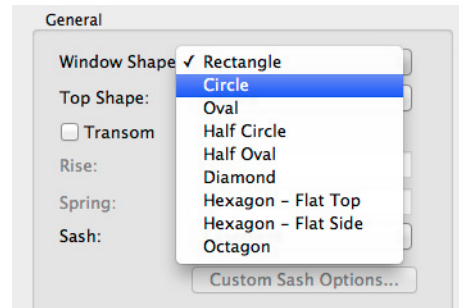 General
Window Shape ✓ Rectangle
Circle
Top Shape:
Oval
Transom
Half Circle
Half Oval
Rise:
Diamond
Hexagon - Flat Top
Spring:
Hexagon - Flat Side
Sash:
Octagon
Custom Sash Options...